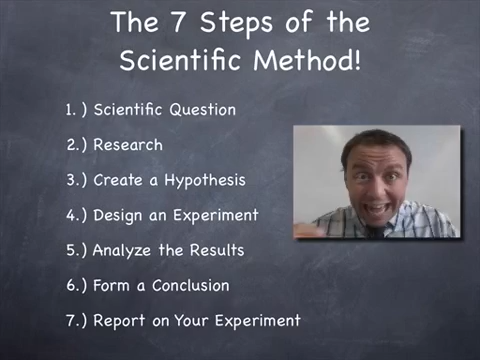 The 7 Steps of the
Scientific Method!
1.) Scientific Question
2.) Research
3.) Create a Hypothesis
4.) Design an Experiment
5.) Analyze the Results
6.) Form a Conclusion
7.) Report on Your Experiment